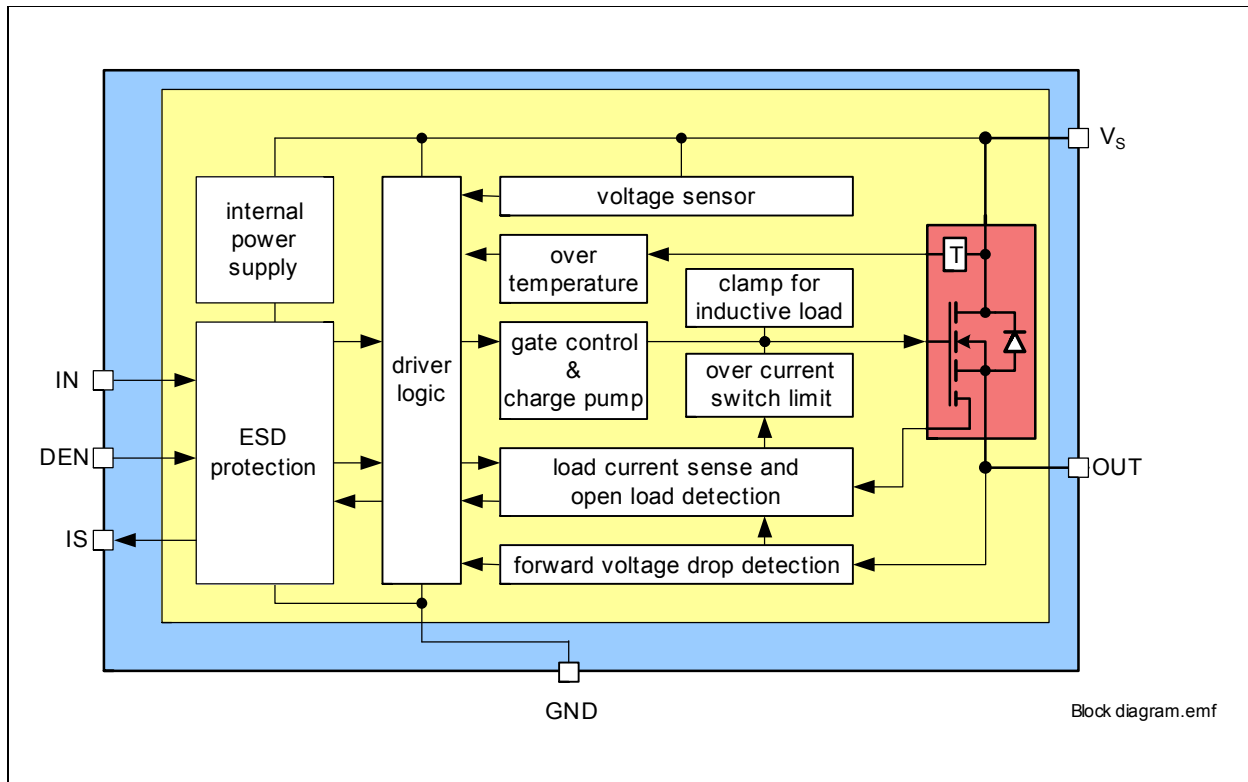 V_S
internal
power
supply
voltage sensor
T
over
temperature
clamp for
inductive load
gate control
&
charge pump
driver
logic
over current
switch limit
IN
ESD
protection
DEN
load current sense and
open load detection
OUT
IS
forward voltage drop detection
GND
Block diagram.emf